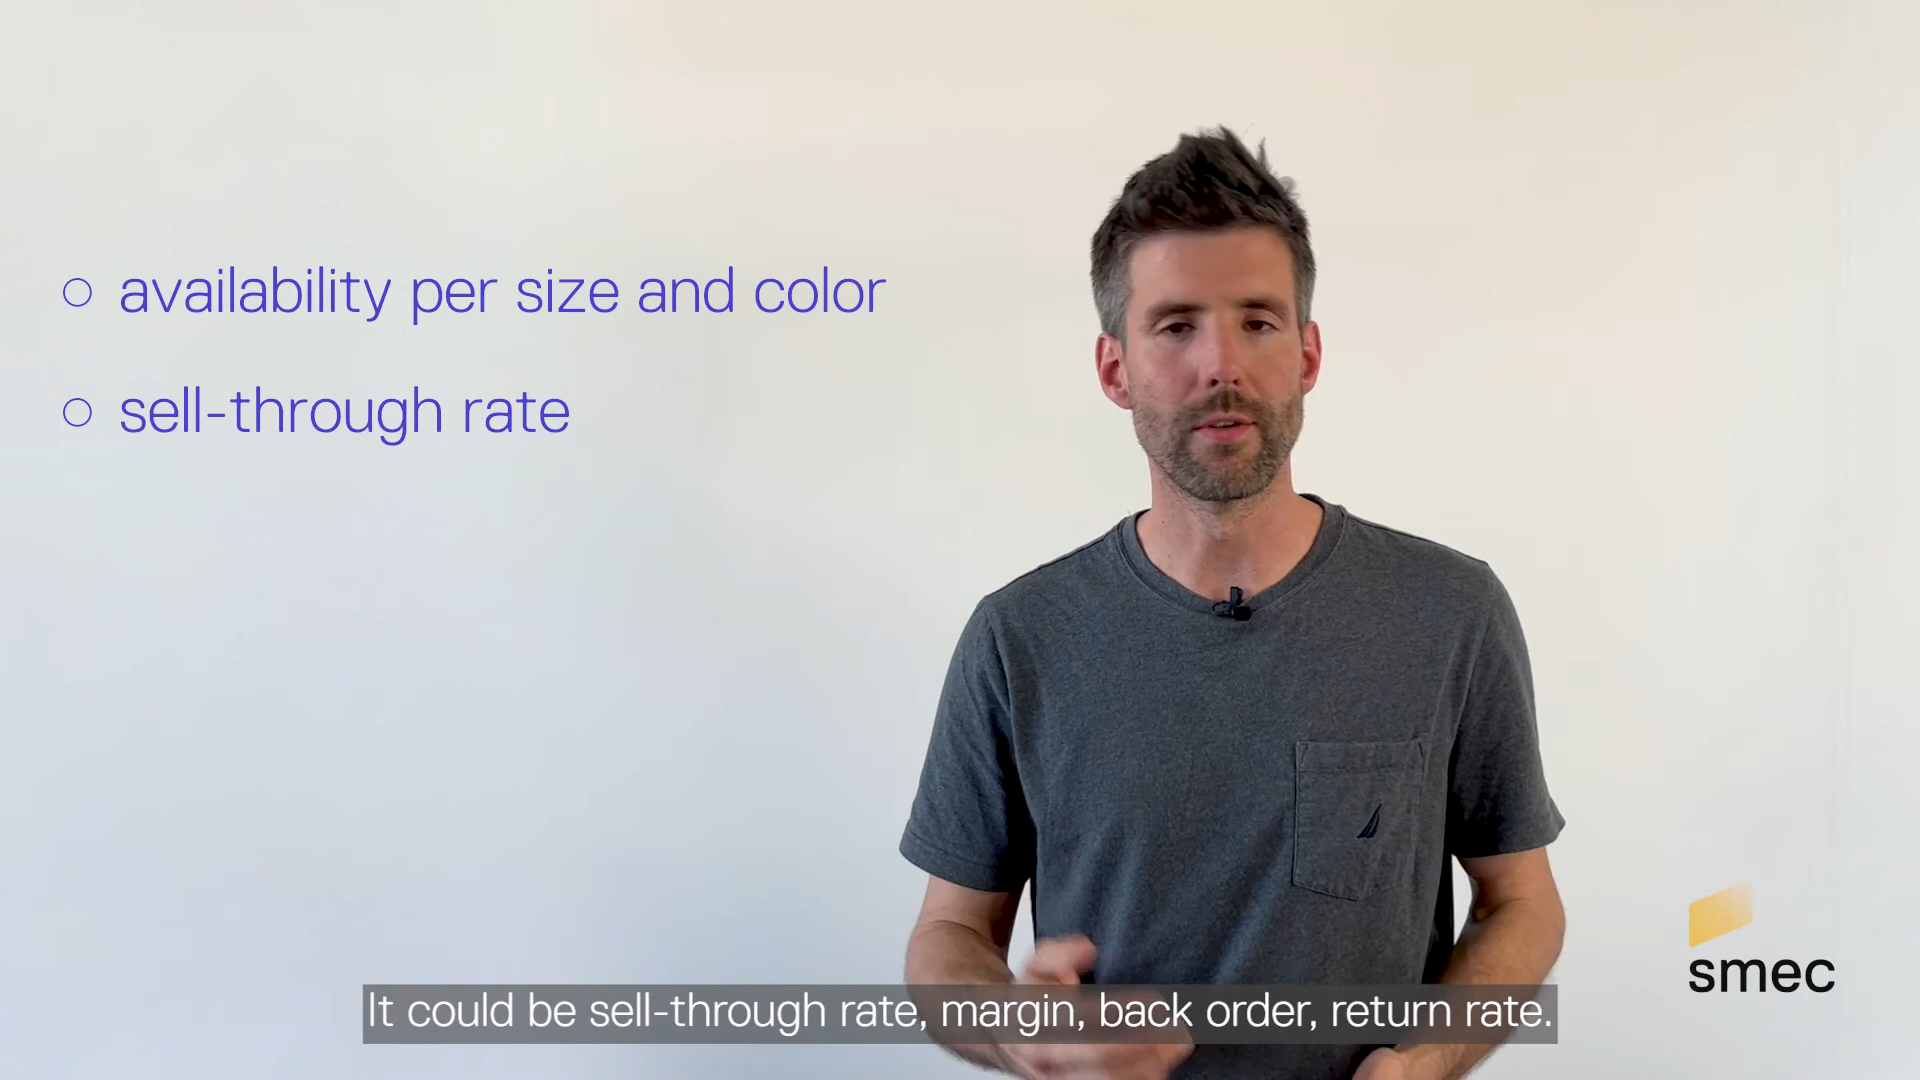 ○ availability per size and color
○ sell-through rate
smec
It could be sell-through rate, margin, back order, return rate.